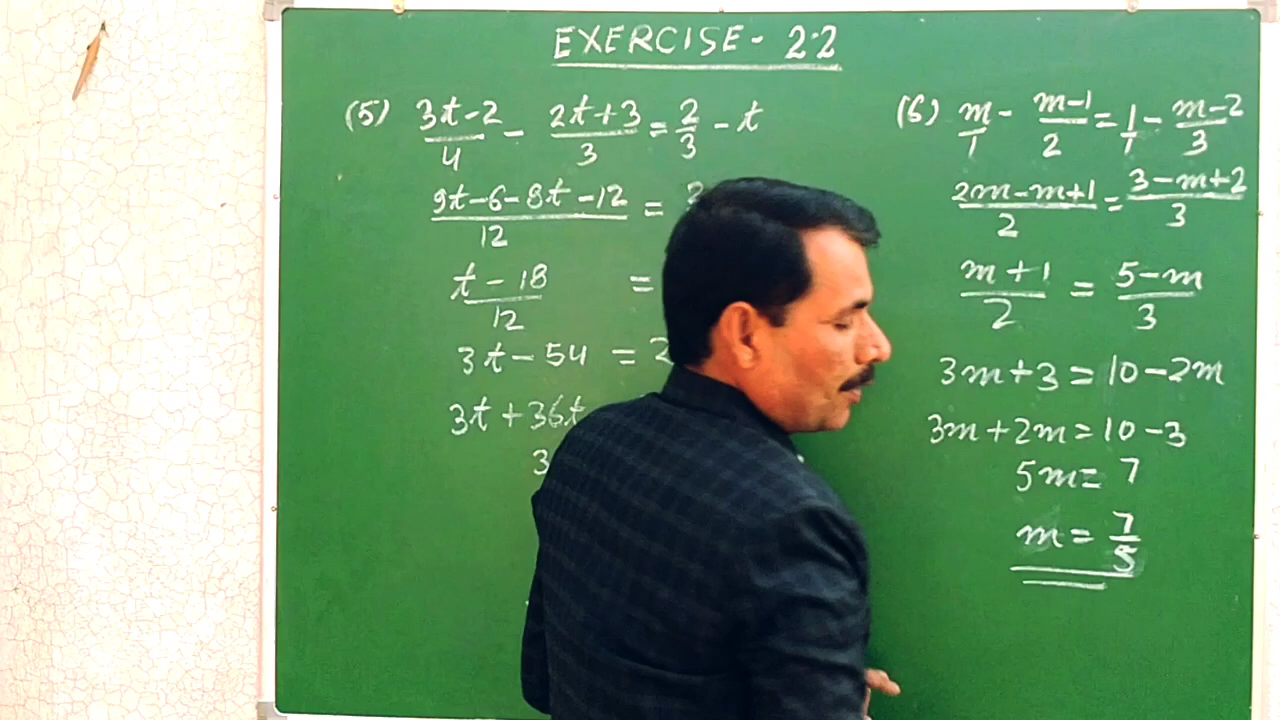 EXERCISE - 2.2
(5) 3t-2/4 - 2t+3/3 = 2/3 - t
9t-6-8t-12/12 =
t-18/12 =
3t-54 = 2
3t+36t
3
(6) m/1 - m-1/2 = 1/1 - m-2/3
2m-m+1/2 = 3-m+2/3
m+1/2 = 5-m/3
3m+3 = 10-2m
3m+2m = 10-3
5m = 7
m = 7/5